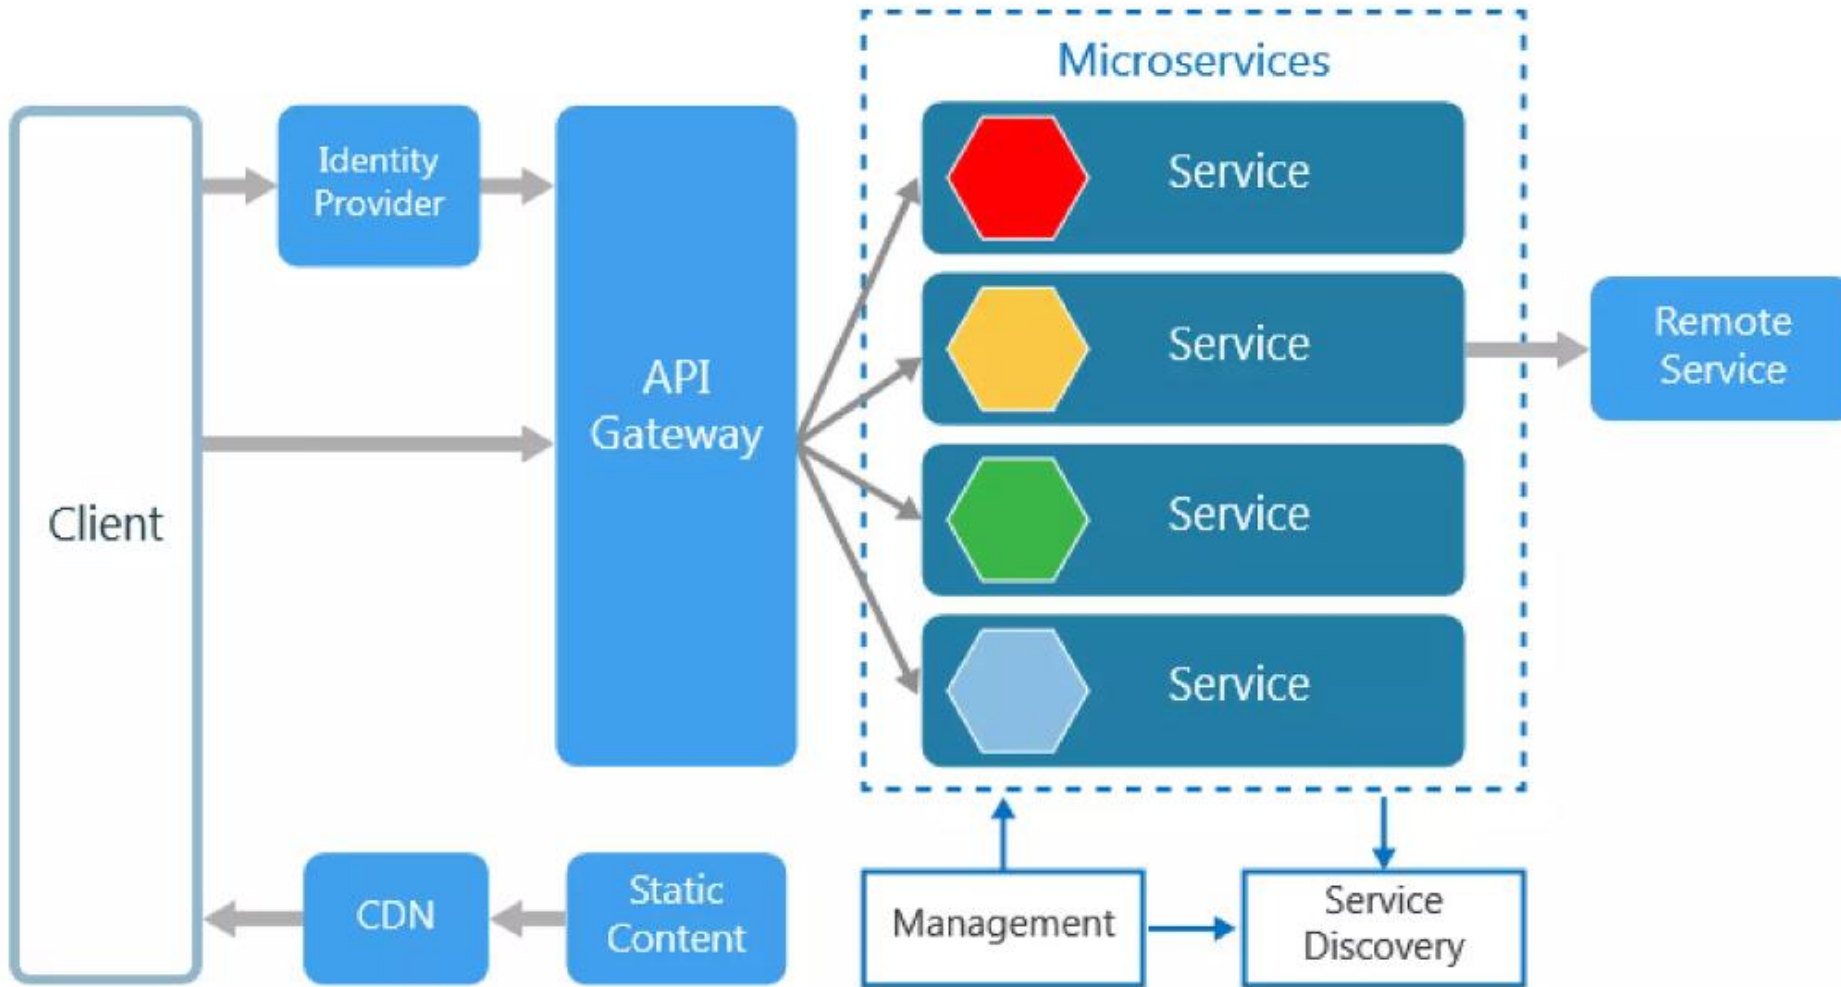 Microservices
Identity
Provider
Service
Service
Remote
Service
API
Gateway
Client
Service
Service
CDN
Static
Content
Management
Service
Discovery